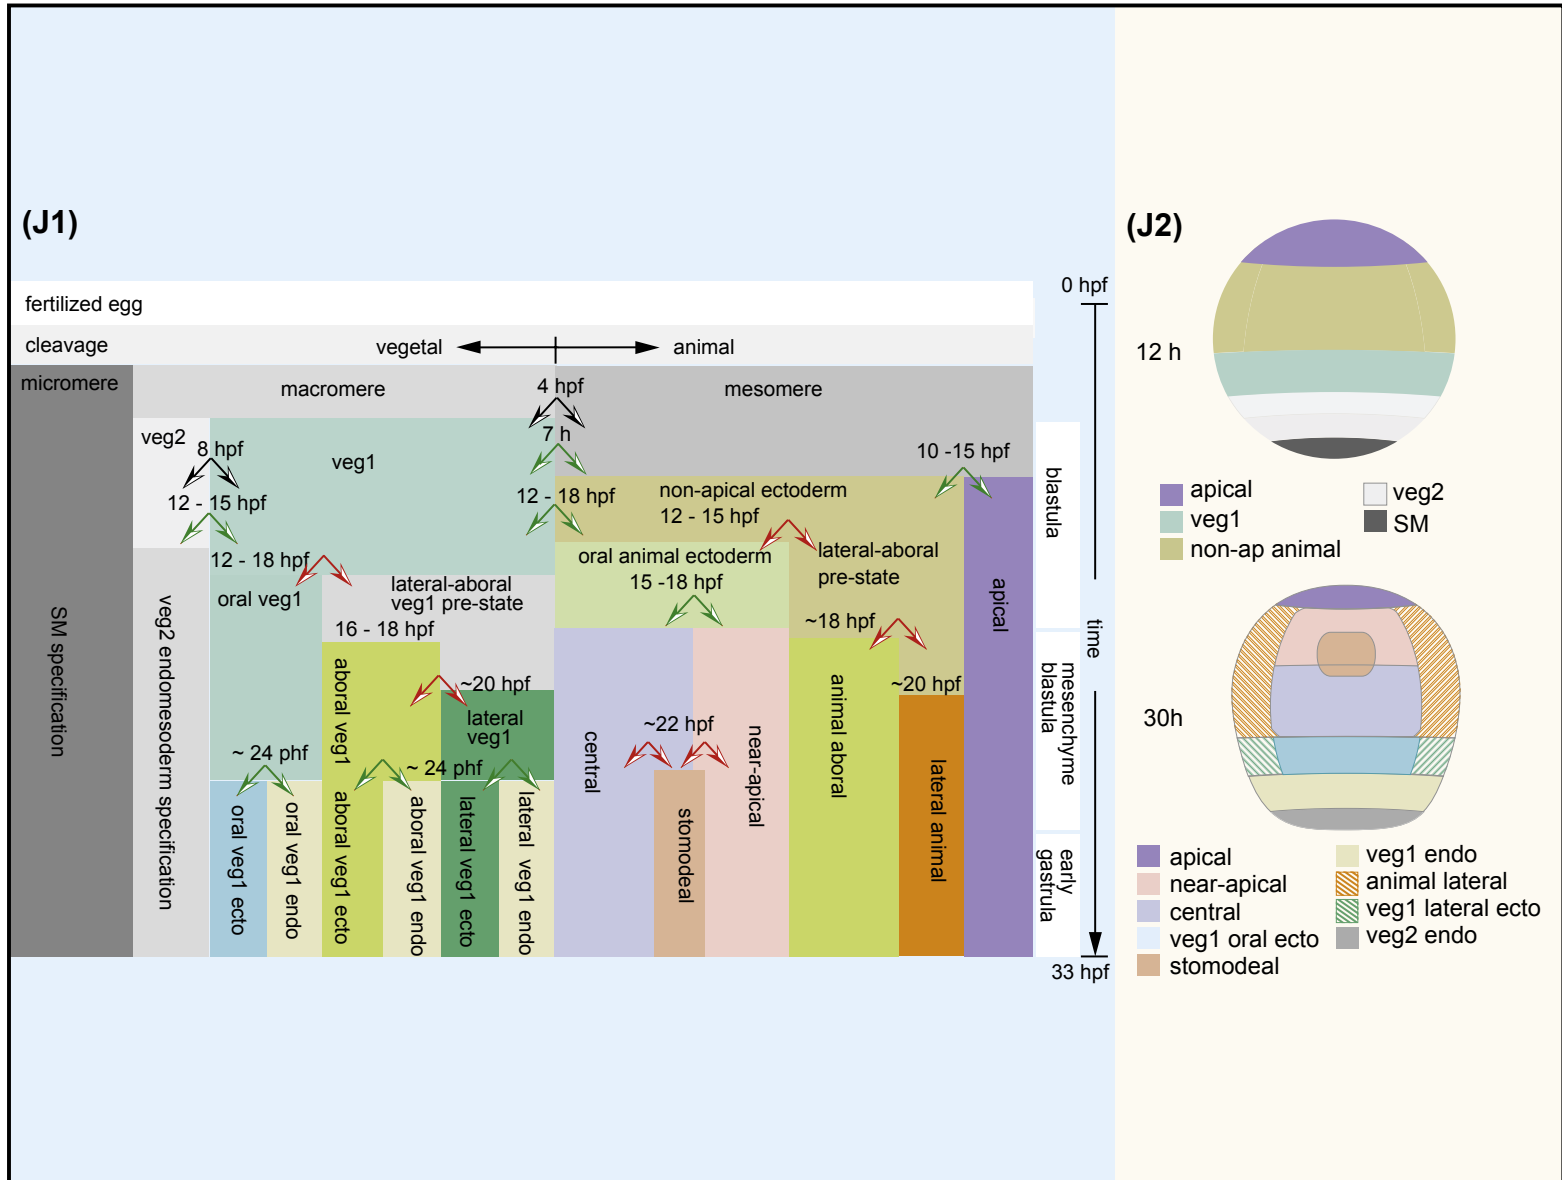 (J1)
0 hpf
fertilized egg
cleavage
vegetal
animal
micromere
macromere
4 hpf
mesomere
veg2
8 hpf
veg1
7 h
10 -15 hpf
12 - 15 hpf
12 - 18 hpf
non-apical ectoderm
12 - 15 hpf
12 - 18 hpf
oral animal ectoderm
15 -18 hpf
lateral-aboral
pre-state
oral veg1
lateral-aboral
veg1 pre-state
16 - 18 hpf
~18 hpf
~20 hpf
~20 hpf
lateral
veg1
~22 hpf
~ 24 phf
~ 24 phf
SM specification
veg2 endomesoderm specification
aboral veg1
oral veg1 ecto
oral veg1 endo
aboral veg1 ecto
aboral veg1 endo
lateral veg1 ecto
lateral veg1 endo
central
stomodeal
near-apical
animal aboral
lateral animal
apical
blastula
mesenchyme
blastula
early
gastrula
time
33 hpf
(J2)
12 h
apical
veg1
non-ap animal
veg2
SM
30h
apical
near-apical
central
veg1 oral ecto
stomodeal
veg1 endo
animal lateral
veg1 lateral ecto
veg2 endo